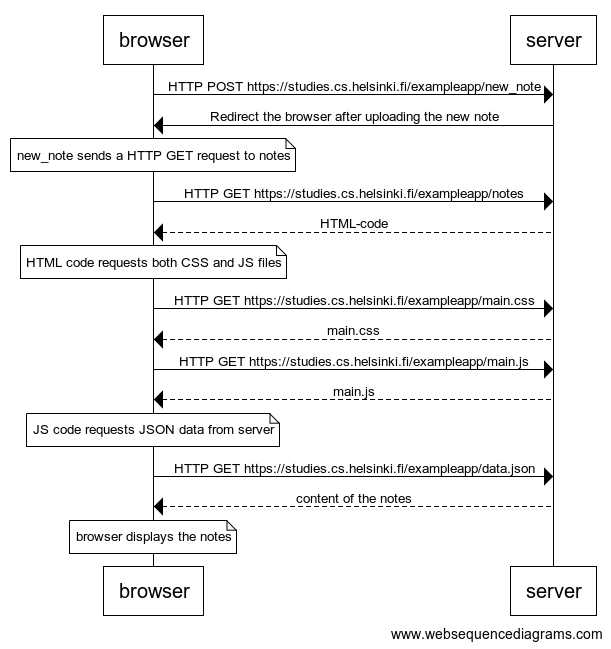 browser
server
HTTP POST https://studies.cs.helsinki.fi/exampleapp/new_note
Redirect the browser after uploading the new note
new_note sends a HTTP GET request to notes
HTTP GET https://studies.cs.helsinki.fi/exampleapp/notes
HTML-code
HTML code requests both CSS and JS files
HTTP GET https://studies.cs.helsinki.fi/exampleapp/main.css
main.css
HTTP GET https://studies.cs.helsinki.fi/exampleapp/main.js
main.js
JS code requests JSON data from server
HTTP GET https://studies.cs.helsinki.fi/exampleapp/data.json
content of the notes
browser displays the notes
browser
server
www.websequencediagrams.com